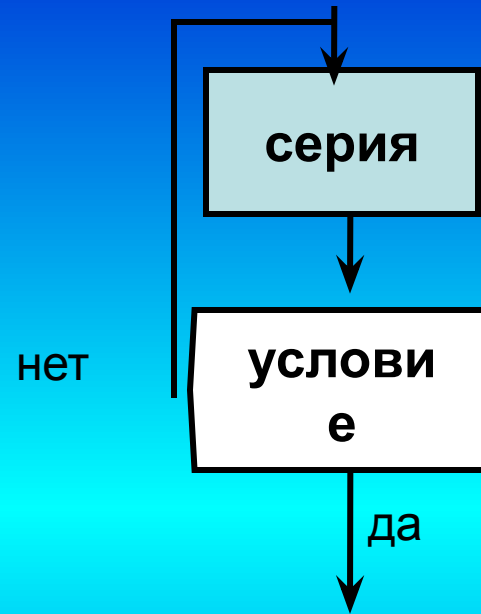 серия
нет
услови
е
да